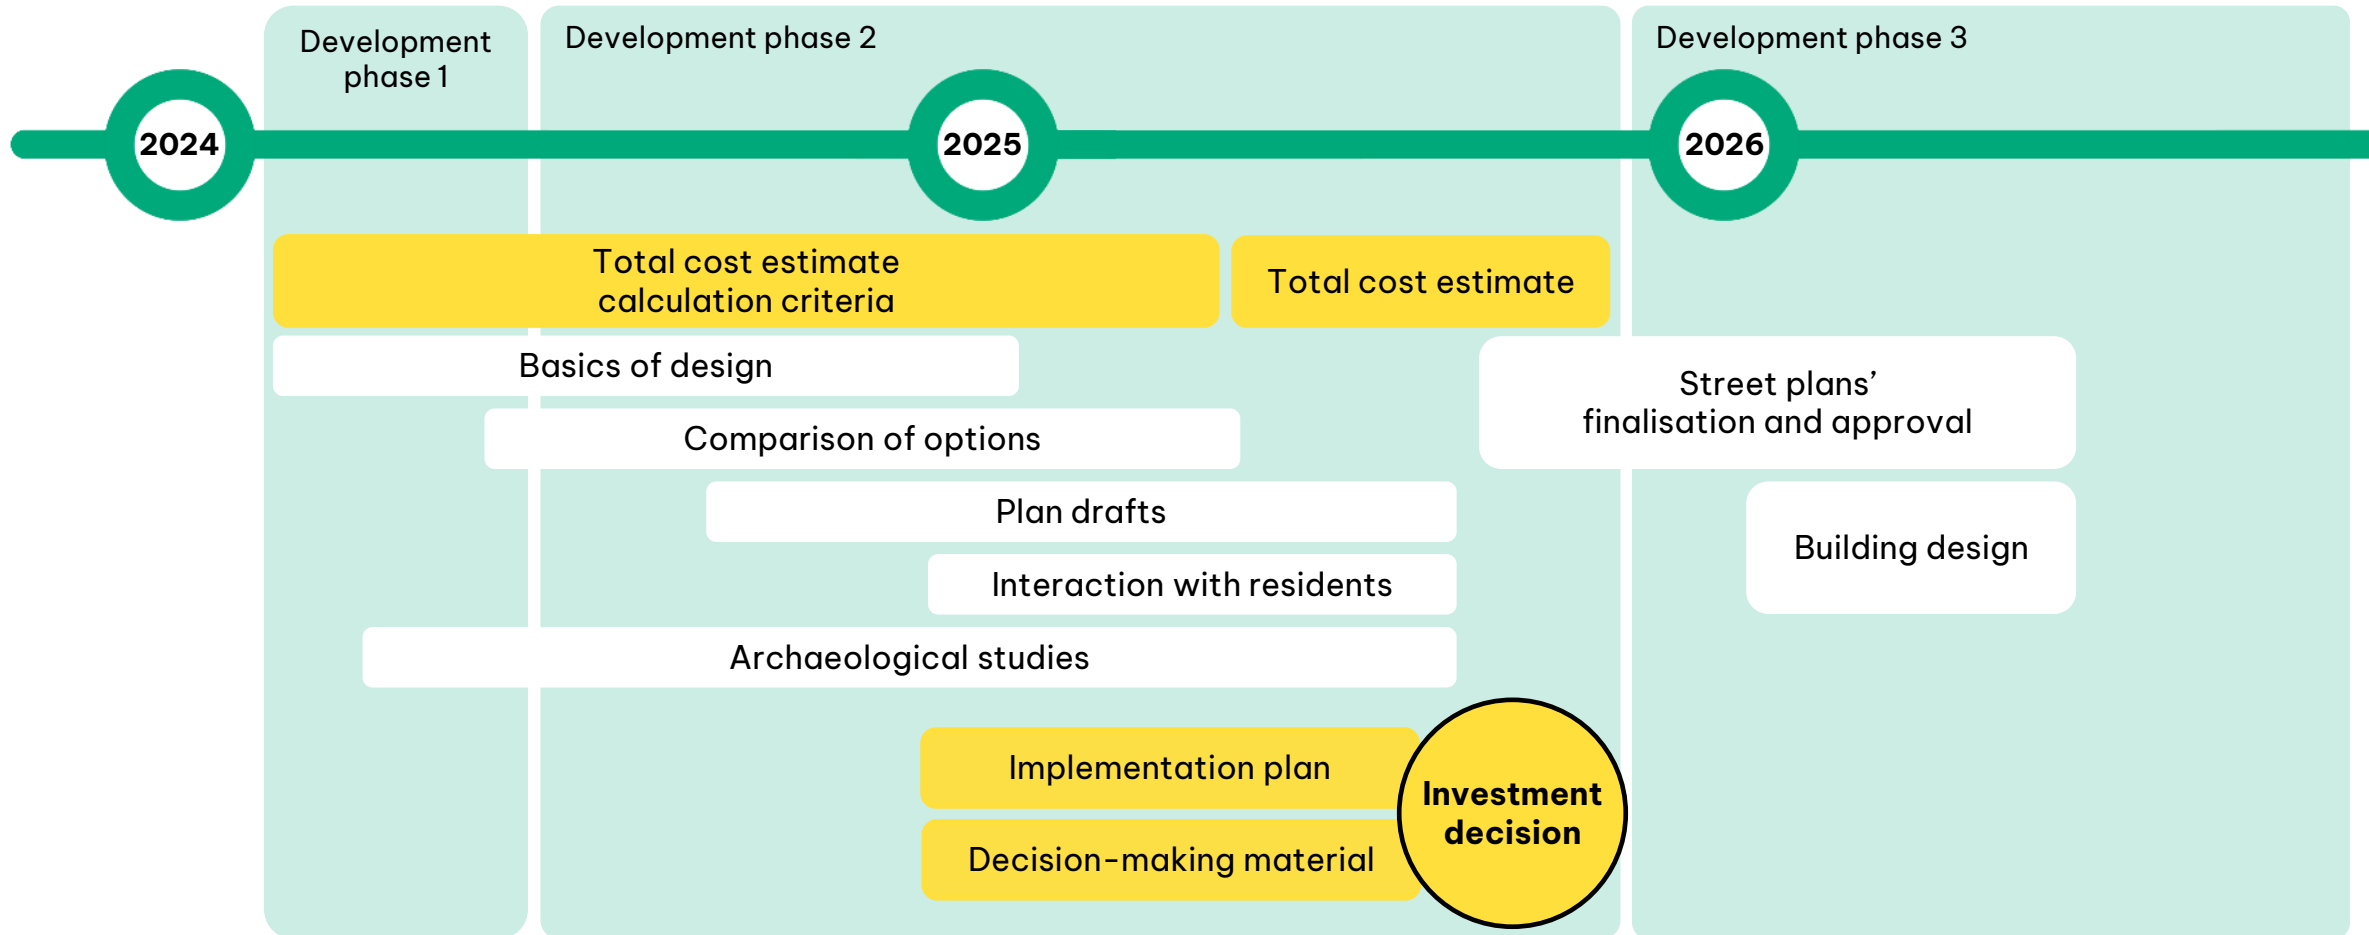 Development
phase 1
Development phase 2
Development phase 3
2024
2025
2026
Total cost estimate
calculation criteria
Total cost estimate
Basics of design
Street plans’
finalisation and approval
Comparison of options
Plan drafts
Building design
Interaction with residents
Archaeological studies
Implementation plan
Investment
decision
Decision-making material